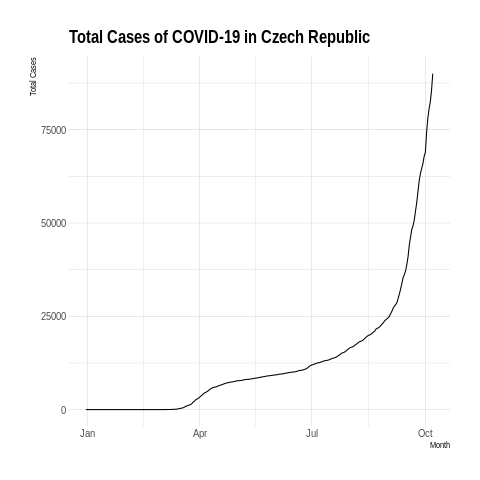 Total Cases of COVID-19 in Czech Republic
Total Cases
75000
50000
25000
0
Jan Apr Jul Oct
Month